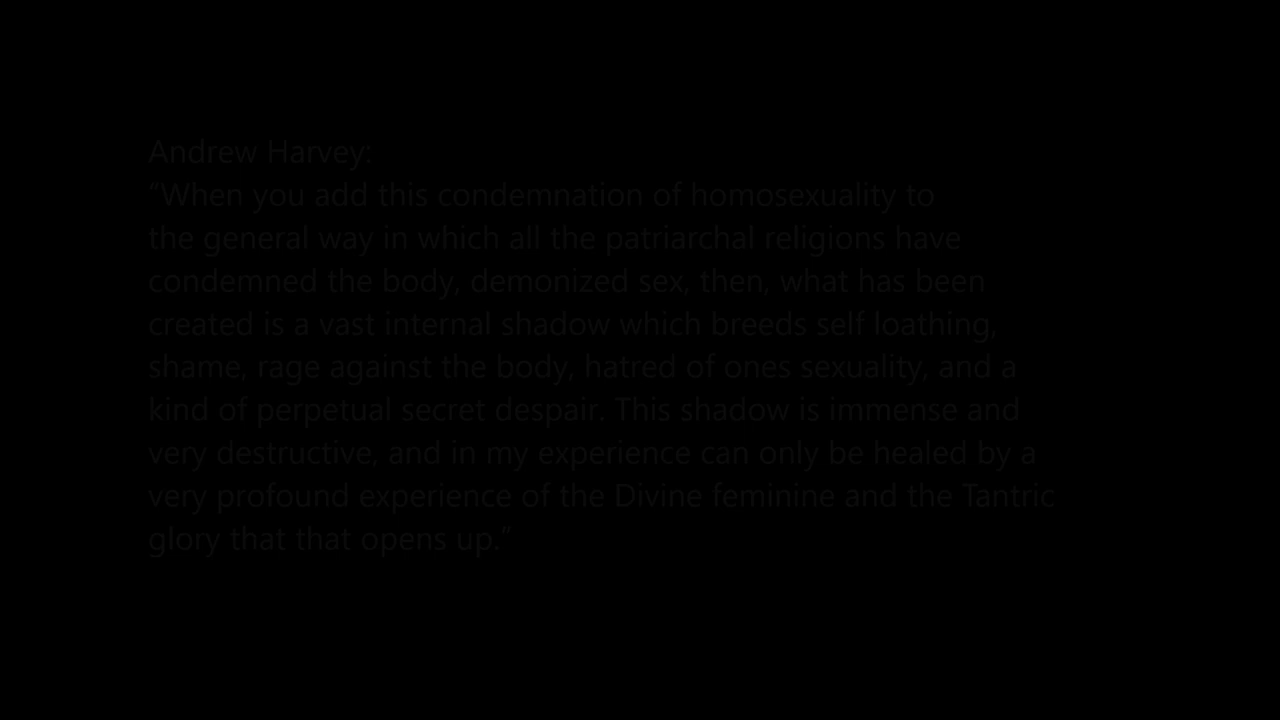 Andrew Harvey:
“When you add this condemnation of homosexuality to
the general way in which all the patriarchal religions have
condemned the body, demonized sex, then, what has been
created is a vast internal shadow which breeds self loathing,
shame, rage against the body, hatred of ones sexuality, and a
kind of perpetual secret despair. This shadow is immense and
very destructive, and in my experience can only be healed by a
very profound experience of the Divine feminine and the Tantric
glory that that opens up.”